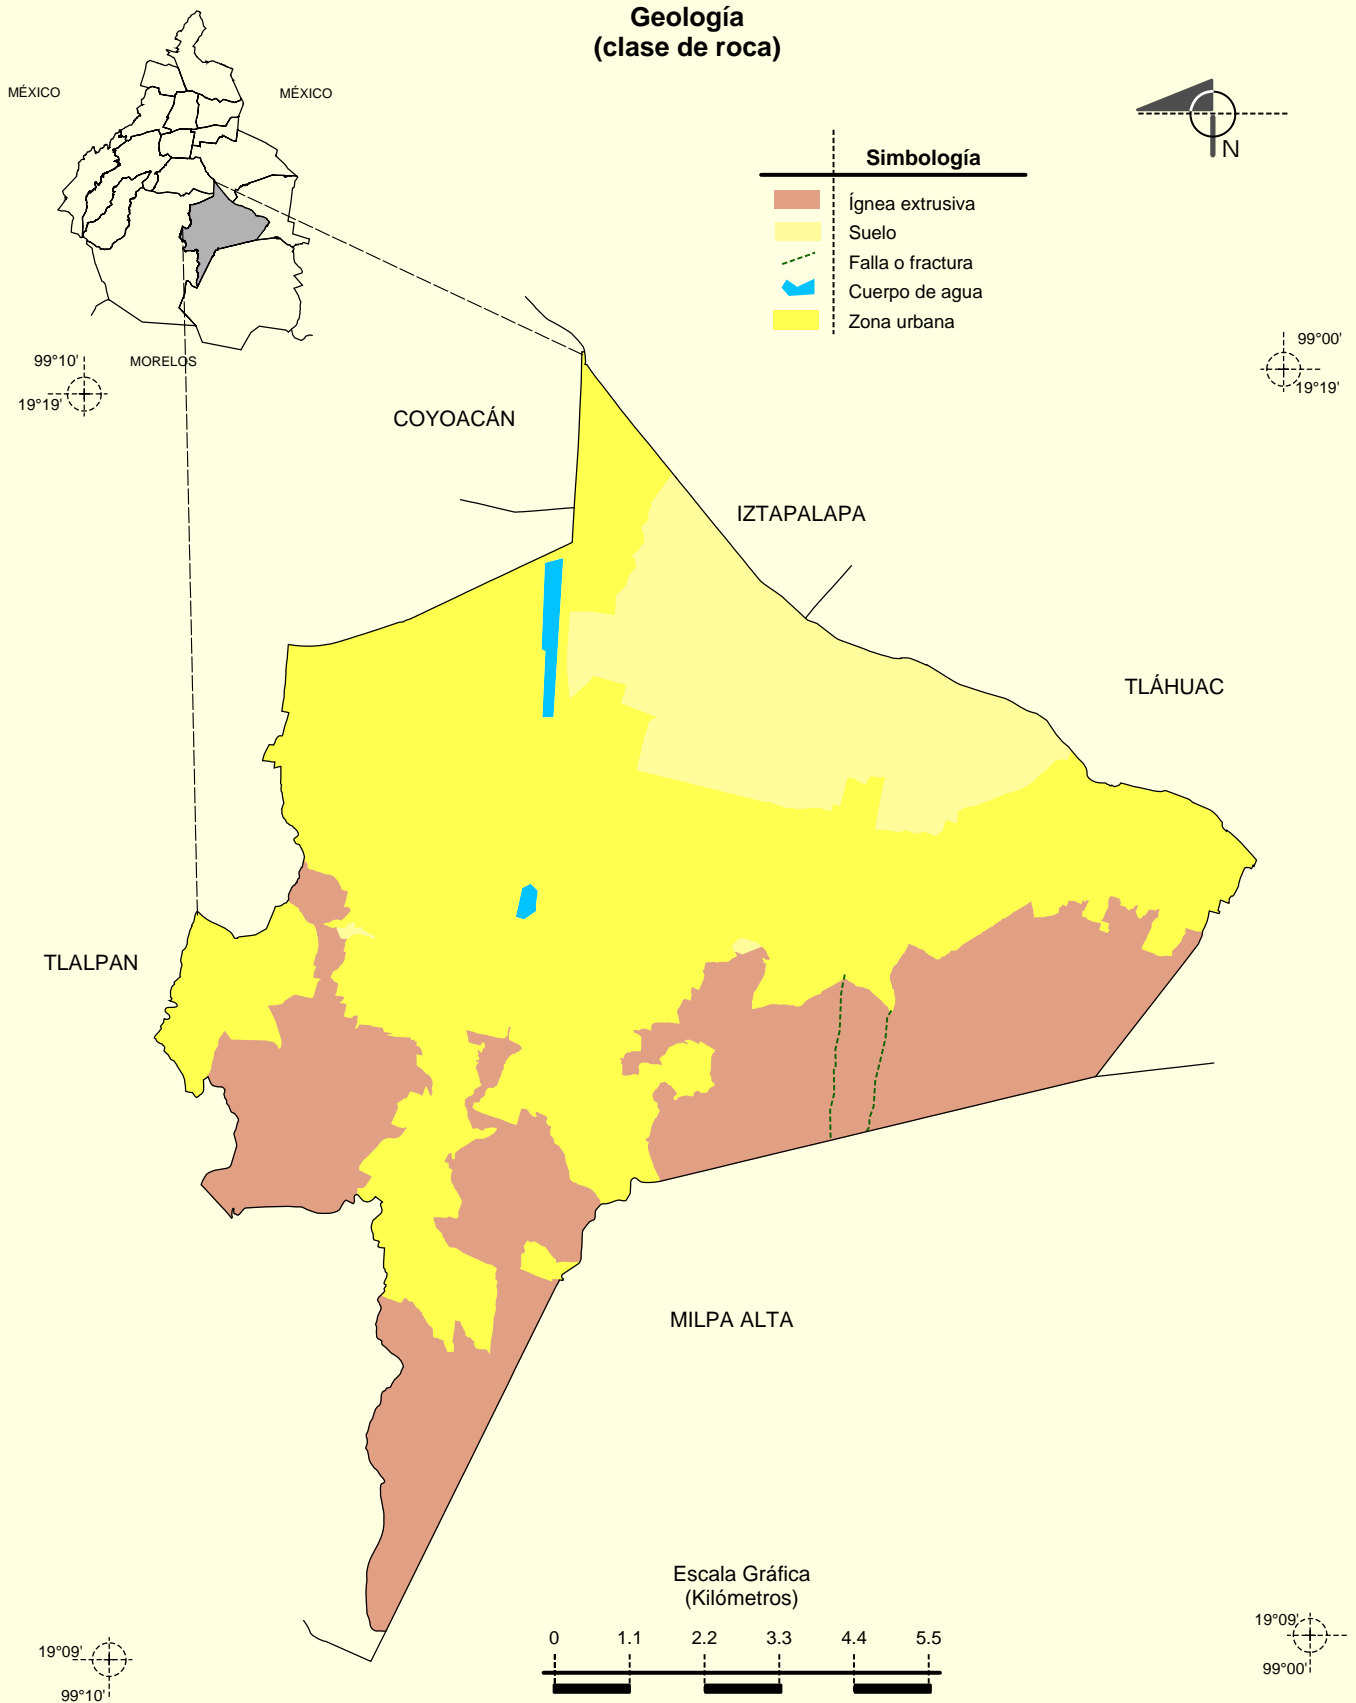 Geología
(clase de roca)
MÉXICO
MÉXICO
MORELOS
N
Simbología
Ígnea extrusiva
Suelo
Falla o fractura
Cuerpo de agua
Zona urbana
99°10'
19°19'
99°00'
19°19'
COYOACÁN
IZTAPALAPA
TLÁHUAC
TLALPAN
MILPA ALTA
Escala Gráfica
(Kilómetros)
0 1.1 2.2 3.3 4.4 5.5
19°09'
99°10'
19°09'
99°00'